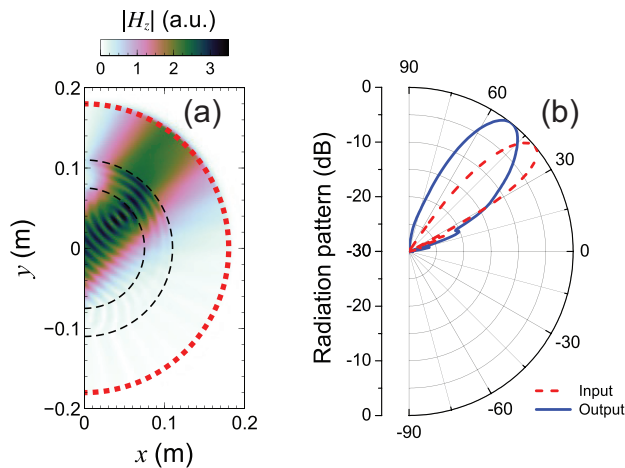 |H_z| (a.u.)
0 1 2 3
(a)
0.2
0.1
0
−0.1
−0.2
y (m)
0 0.1 0.2
x (m)
(b)
Radiation pattern (dB)
0
-10
-20
-30
-20
-10
0
90
60
30
0
-30
-60
-90
Input
Output